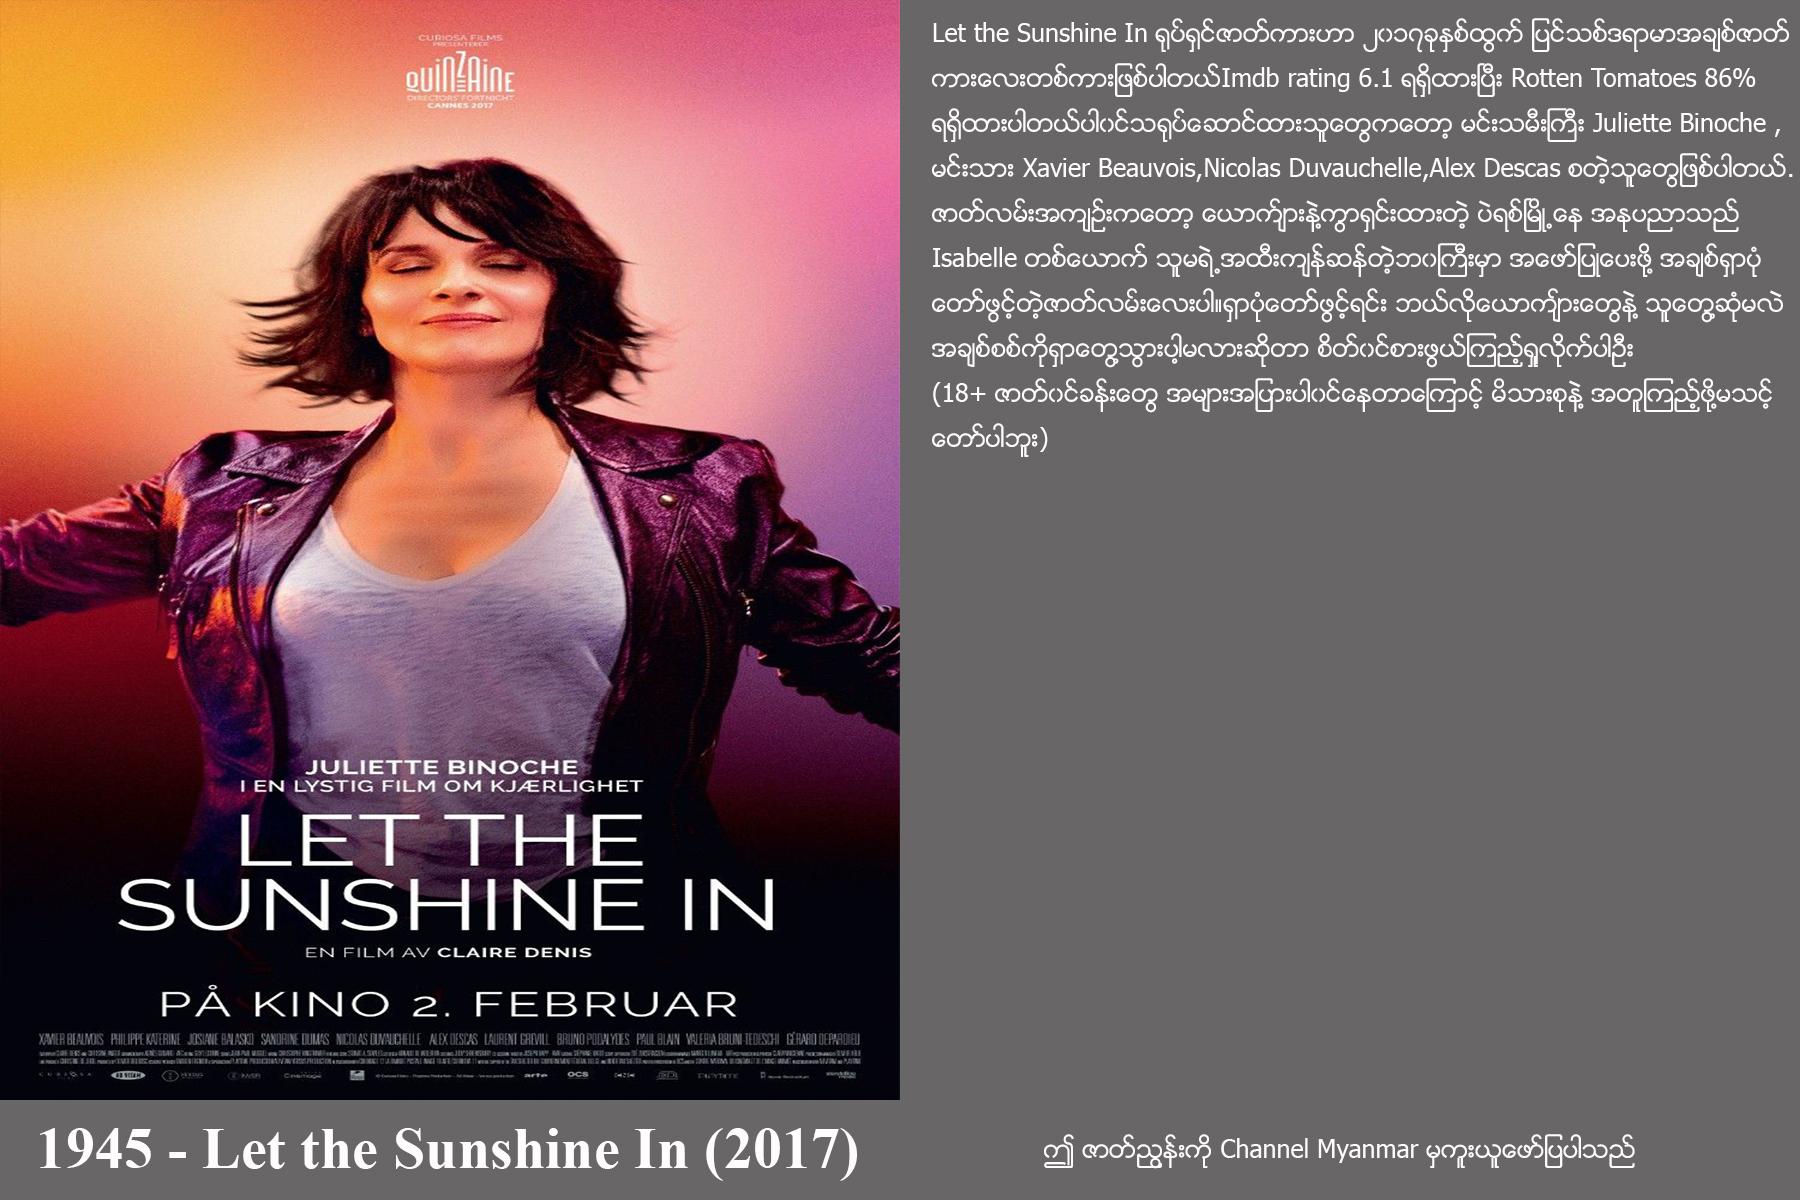 CURIOSA FILMS
PRESENTERER
QUINZAINE
DIRECTORS' FORTNIGHT
CANNES 2017
JULIETTE BINOCHE
I EN LYSTIG FILM OM KJÆRLIGHET
LET THE
SUNSHINE IN
EN FILM AV CLAIRE DENIS
PÅ KINO 2. FEBRUAR
XAVIER BEAUVOIS PHILIPPE KATERINE JOSIANE BALASKO SANDRINE DUMAS NICOLAS DUVAUCHELLE ALEX DESCAS LAURENT GREVILL BRUNO PODALYDÈS PAUL BLAIN VALERIA BRUNI-TEDESCHI GÉRARD DEPARDIEU
1945 - Let the Sunshine In (2017)
Let the Sunshine In ရုပ်ရှင်ဇာတ်ကားဟာ ၂၀၁၇ခုနှစ်ထွက် ပြင်သစ်ဒရာမာအချစ်ဇာတ်
ကားလေးတစ်ကားဖြစ်ပါတယ်Imdb rating 6.1 ရရှိထားပြီး Rotten Tomatoes 86%
ရရှိထားပါတယ်ပါဝင်သရုပ်ဆောင်ထားသူတွေကတော့ မင်းသမီးကြီး Juliette Binoche ,
မင်းသား Xavier Beauvois,Nicolas Duvauchelle,Alex Descas စတဲ့သူတွေဖြစ်ပါတယ်.
ဇာတ်လမ်းအကျဉ်းကတော့ ယောက်ျားနဲ့ကွာရှင်းထားတဲ့ ပဲရစ်မြို့နေ အနုပညာသည်
Isabelle တစ်ယောက် သူမရဲ့အထီးကျန်ဆန်တဲ့ဘဝကြီးမှာ အဖော်ပြုပေးဖို့ အချစ်ရှာပုံ
တော်ဖွင့်တဲ့ဇာတ်လမ်းလေးပါ။ရှာပုံတော်ဖွင့်ရင်း ဘယ်လိုယောက်ျားတွေနဲ့ သူတွေ့ဆုံမလဲ
အချစ်စစ်ကိုရှာတွေ့သွားပါ့မလားဆိုတာ စိတ်ဝင်စားဖွယ်ကြည့်ရှုလိုက်ပါဦး
(18+ ဇာတ်ဝင်ခန်းတွေ အများအပြားပါဝင်နေတာကြောင့် မိသားစုနဲ့ အတူကြည့်ဖို့မသင့်
တော်ပါဘူး)
ဤ ဇာတ်ညွှန်းကို Channel Myanmar မှကူးယူဖော်ပြပါသည်